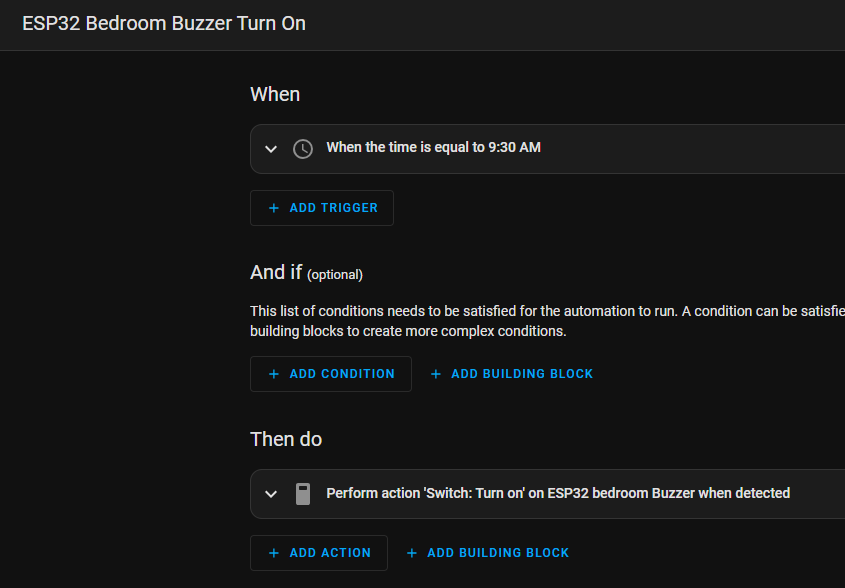 ESP32 Bedroom Buzzer Turn On
When
When the time is equal to 9:30 AM
+ ADD TRIGGER
And if (optional)
This list of conditions needs to be satisfied for the automation to run. A condition can be
building blocks to create more complex conditions.
+ ADD CONDITION + ADD BUILDING BLOCK
Then do
Perform action 'Switch: Turn on' on ESP32 bedroom Buzzer when detected
+ ADD ACTION + ADD BUILDING BLOCK